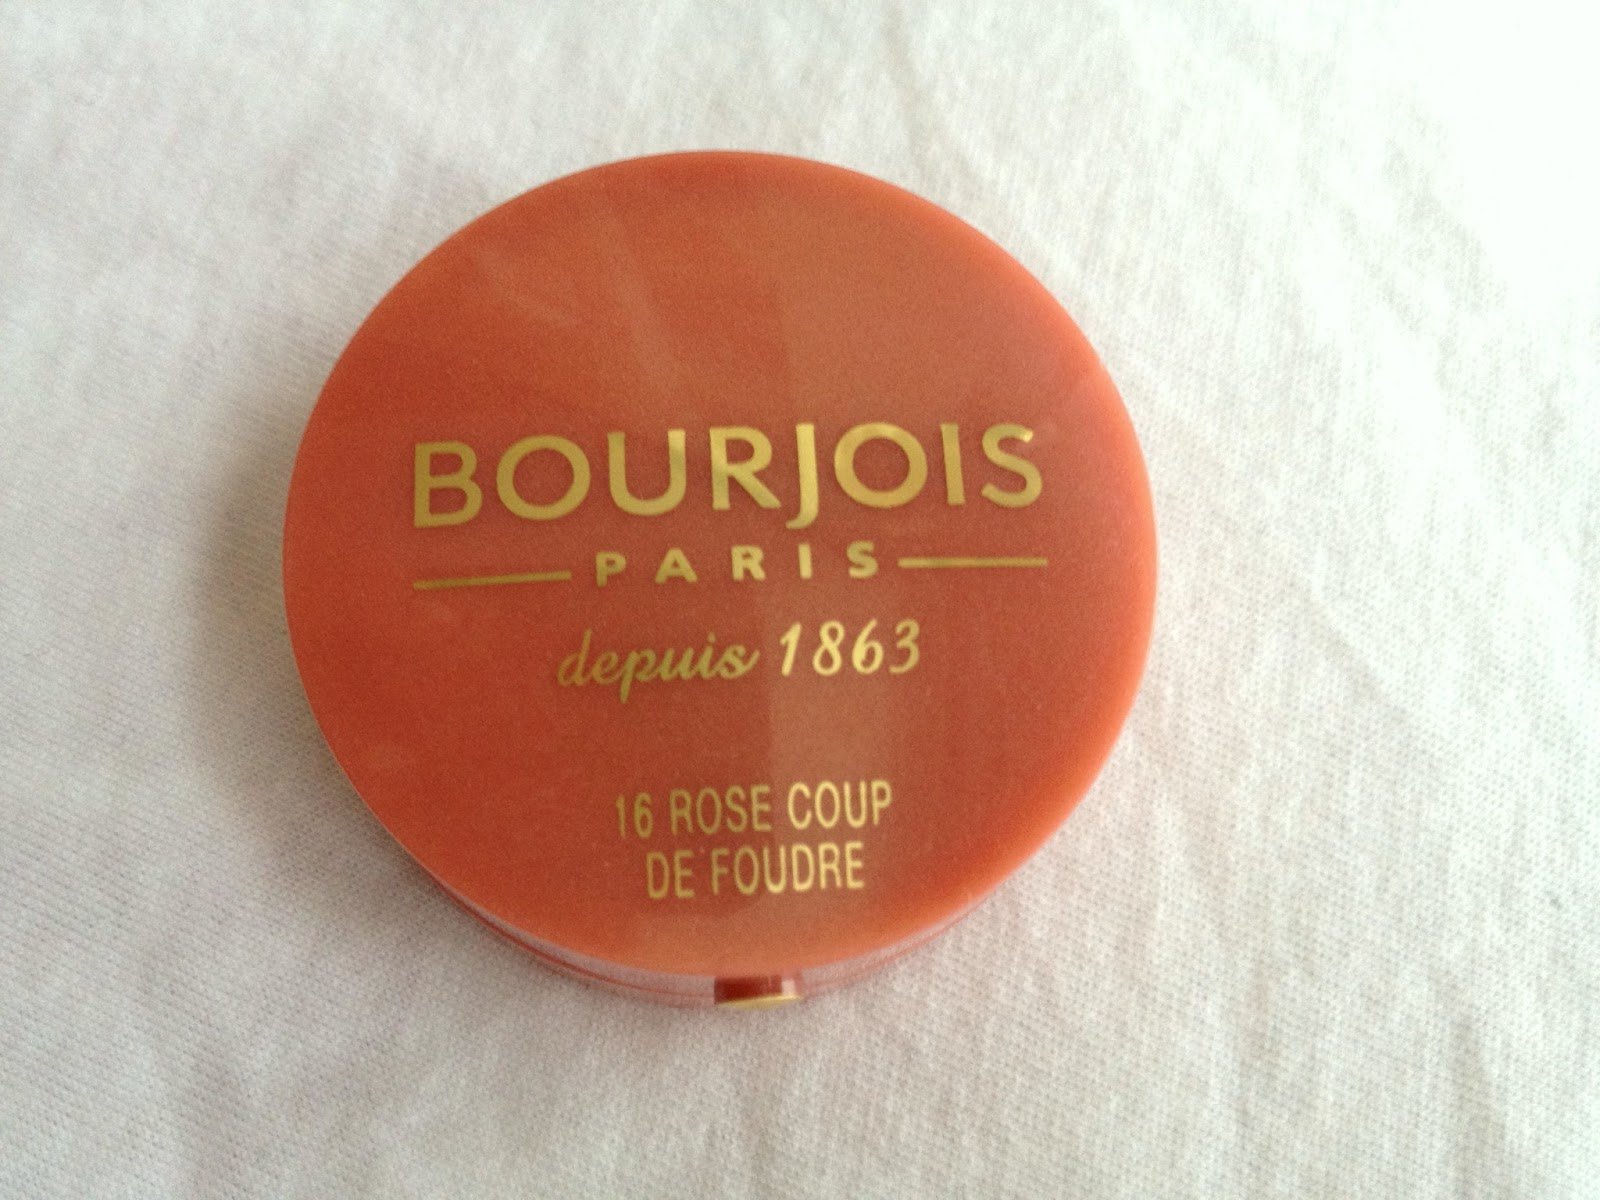 BOURJOIS
PARIS
depuis 1863
16 ROSE COUP
DE FOUDRE